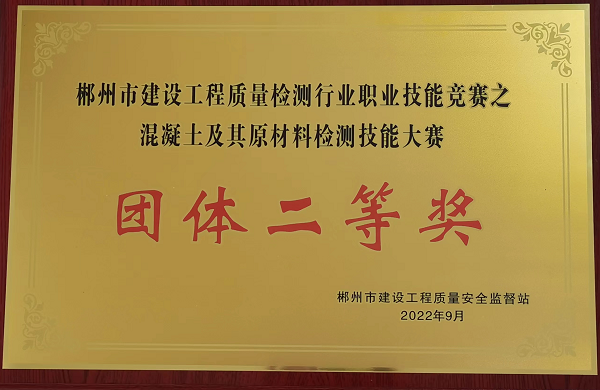 郴州市建设工程质量检测行业职业技能竞赛之
混凝土及其原材料检测技能大赛
团体二等奖
郴州市建设工程质量安全监督站
2022年9月